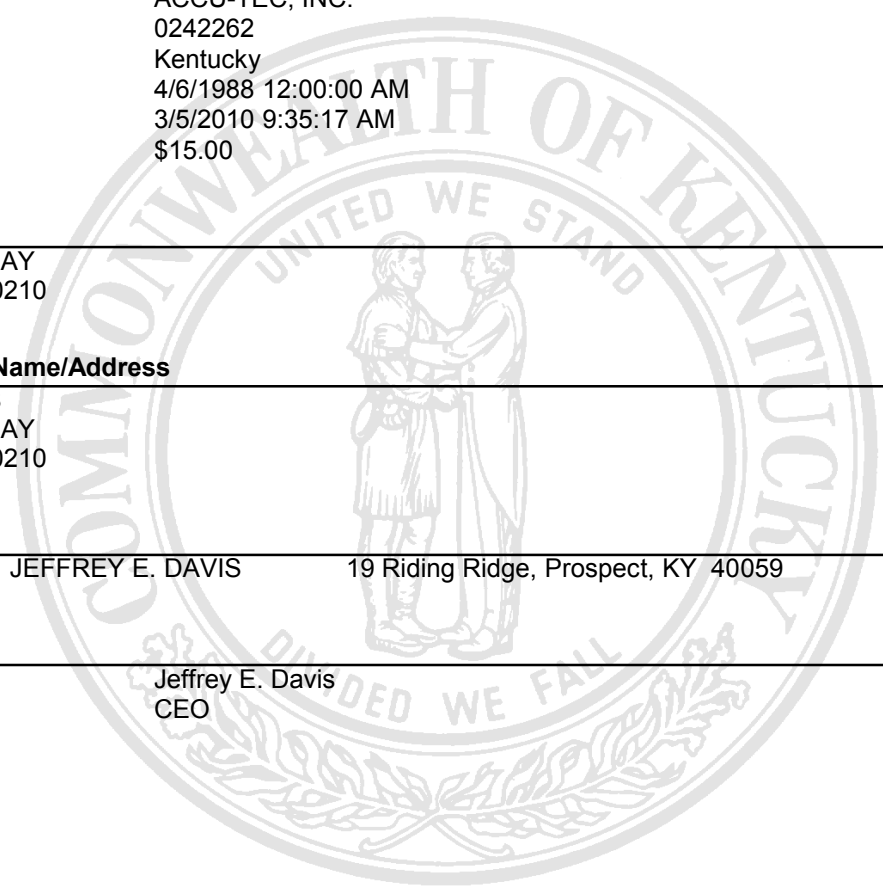 ACCU-TEC, INC.
0242262
Kentucky
4/6/1988 12:00:00 AM
3/5/2010 9:35:17 AM
$15.00
AY
0210
Name/Address
AY
0210
JEFFREY E. DAVIS 19 Riding Ridge, Prospect, KY 40059
Jeffrey E. Davis
CEO
COMMONWEALTH OF KENTUCKY
UNITED WE STAND
DIVIDED WE FALL